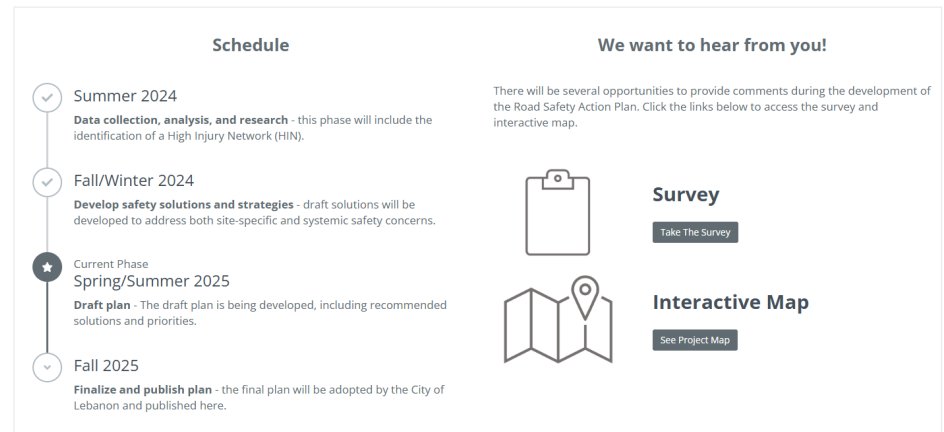 Schedule
Summer 2024
Data collection, analysis, and research - this phase will include the
identification of a High Injury Network (HIN).
Fall/Winter 2024
Develop safety solutions and strategies - draft solutions will be
developed to address both site-specific and systemic safety concerns.
Current Phase
Spring/Summer 2025
Draft plan - The draft plan is being developed, including recommended
solutions and priorities.
Fall 2025
Finalize and publish plan - the final plan will be adopted by the City of
Lebanon and published here.
We want to hear from you!
There will be several opportunities to provide comments during the development of
the Road Safety Action Plan. Click the links below to access the survey and
interactive map.
Survey
Take The Survey
Interactive Map
See Project Map